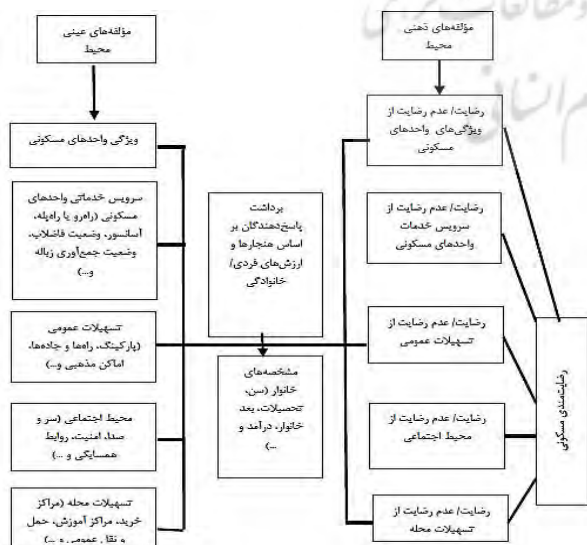 مؤلفه‌های ذهنی
محیط
رضایت/ عدم رضایت از
ویژگی‌های واحدهای
مسکونی
رضایت/ عدم رضایت از
سرویس خدمات
واحدهای مسکونی
رضایت/ عدم رضایت از
تسهیلات عمومی
رضایت/ عدم رضایت از
محیط اجتماعی
رضایت/ عدم رضایت از
تسهیلات محله
رضایتمندی مسکونی
برداشت
پاسخ‌دهندگان بر
اساس هنجارها و
ارزش‌های فردی/
خانوادگی
مشخصه‌های
خانوار (سن،
تحصیلات، بعد
خانوار، درآمد و
...)
مؤلفه‌های عینی
محیط
ویژگی واحدهای مسکونی
سرویس خدماتی واحدهای
مسکونی (راه‌رو یا راه‌پله،
آسانسور، وضعیت فاضلاب،
وضعیت جمع‌آوری زباله
و...)
تسهیلات عمومی
(پارکینگ، راه‌ها و جاده‌ها،
اماکن مذهبی و...)
محیط اجتماعی (سر و
صدا، امنیت، روابط
همسایگی و ...)
تسهیلات محله (مراکز
خرید، مراکز آموزش، حمل
و نقل عمومی و ...)